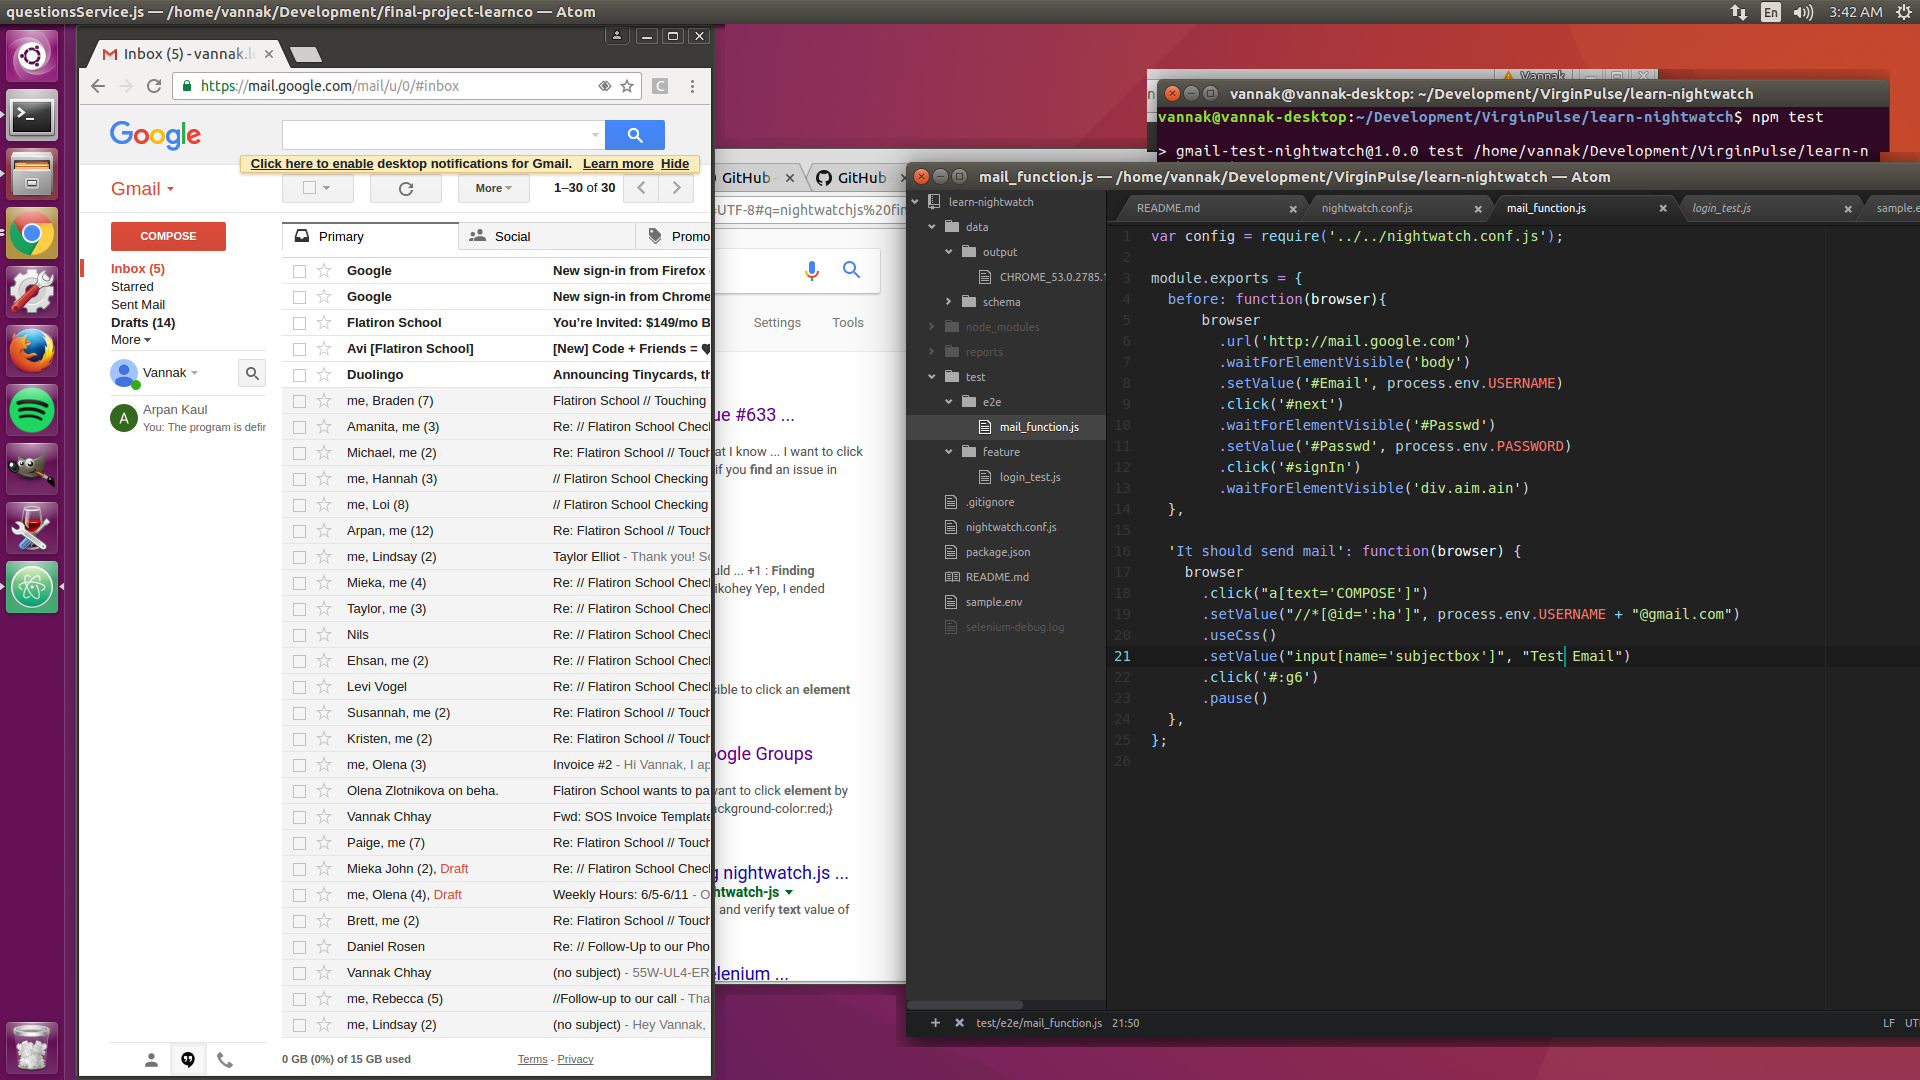 questionsService.js — /home/vannak/Development/final-project-learnco — Atom
En
3:42 AM
Inbox (5) - vannak.l
https://mail.google.com/mail/u/0/#inbox
Google
Click here to enable desktop notifications for Gmail. Learn more Hide
Gmail
More
1–30 of 30
COMPOSE
Primary
Social
Promo
Inbox (5)
Starred
Sent Mail
Drafts (14)
More
Vannak
A
Arpan Kaul
You: The program is defir
Google New sign-in from Firefox
Google New sign-in from Chrome
Flatiron School You're Invited: $149/mo B
Avi [Flatiron School] [New] Code + Friends = ♥
Duolingo Announcing Tinycards, th
me, Braden (7) Flatiron School // Touching
Amanita, me (3) Re: // Flatiron School Chec
Michael, me (2) Re: Flatiron School // Touch
me, Hannah (3) // Flatiron School Checking
me, Loi (8) // Flatiron School Checking
Arpan, me (12) Re: Flatiron School // Touch
me, Lindsay (2) Taylor Elliot - Thank you! So
Mieka, me (4) Re: // Flatiron School Chec
Taylor, me (3) Re: // Flatiron School Chec
Nils Re: // Flatiron School Chec
Ehsan, me (2) Re: // Flatiron School Chec
Levi Vogel Re: // Flatiron School Chec
Susannah, me (2) Re: Flatiron School // Touch
Kristen, me (2) Re: Flatiron School // Touch
me, Olena (3) Invoice #2 - Hi Vannak, I ap
Olena Zlotnikova on beha. Flatiron School wants to pa
Vannak Chhay Fwd: SOS Invoice Template
Paige, me (7) Re: Flatiron School // Touch
Mieka John (2), Draft Re: // Flatiron School Chec
me, Olena (4), Draft Weekly Hours: 6/5-6/11 - O
Brett, me (2) Re: Flatiron School // Touch
Daniel Rosen Re: // Follow-Up to our Pho
Vannak Chhay (no subject) - 55W-UL4-ER
me, Rebecca (5) //Follow-up to our call - Tha
me, Lindsay (2) (no subject) - Hey Vannak,
0 GB (0%) of 15 GB used
Terms - Privacy
GitHub
GitHub
=UTF-8#q=nightwatchjs%20fin
Settings Tools
ue #633 ...
at I know ... I want to click
if you find an issue in
uld ... +1 : Finding
ikohey Yep, I ended
sible to click an element
oogle Groups
vant to click element by
ackground-color:red;}
g nightwatch.js ...
htwatch-js
and verify text value of
elenium ...
Vannak
vannak@vannak-desktop: ~/Development/VirginPulse/learn-nightwatch
vannak@vannak-desktop:~/Development/VirginPulse/learn-nightwatch$ npm test
> gmail-test-nightwatch@1.0.0 test /home/vannak/Development/VirginPulse/learn-n
mail_function.js — /home/vannak/Development/VirginPulse/learn-nightwatch — Atom
README.md
nightwatch.conf.js
mail_function.js
login_test.js
sample.e
learn-nightwatch
data
output
CHROME_53.0.2785.1
schema
node_modules
reports
test
e2e
mail_function.js
feature
login_test.js
.gitignore
nightwatch.conf.js
package.json
README.md
sample.env
selenium-debug.log
1 var config = require('../../nightwatch.conf.js');
2
3 module.exports = {
4 before: function(browser){
5 browser
6 .url('http://mail.google.com')
7 .waitForElementVisible('body')
8 .setValue('#Email', process.env.USERNAME)
9 .click('#next')
10 .waitForElementVisible('#Passwd')
11 .setValue('#Passwd', process.env.PASSWORD)
12 .click('#signIn')
13 .waitForElementVisible('div.aim.ain')
14 },
15
16 'It should send mail': function(browser) {
17 browser
18 .click("a[text='COMPOSE']")
19 .setValue("//*[@id=':ha']", process.env.USERNAME + "@gmail.com")
20 .useCss()
21 .setValue("input[name='subjectbox']", "Test Email")
22 .click('#:g6')
23 .pause()
24 },
25 };
26
test/e2e/mail_function.js 21:50
LF UT